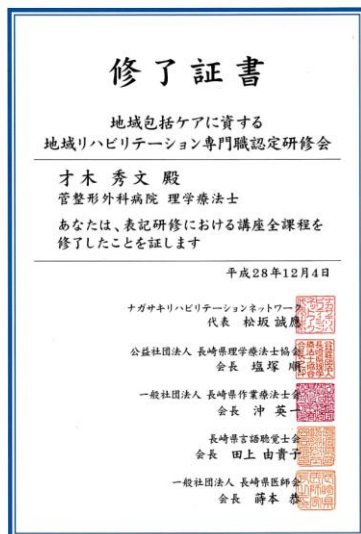 修了証書
地域包括ケアに資する
地域リハビリテーション専門職認定研修会
才木 秀文 殿
菅整形外科病院 理学療法士
あなたは、表記研修における講座全課程を
修了したことを証します
平成28年12月4日
ナガサキリハビリテーションネットワーク
代表 松坂 誠應
公益社団法人 長崎県理学療法士協会
会長 塩塚 順
一般社団法人 長崎県作業療法士会
会長 沖 英一
長崎県言語聴覚士会
会長 田上 由貴子
一般社団法人 長崎県医師会
会長 蒔本 恭